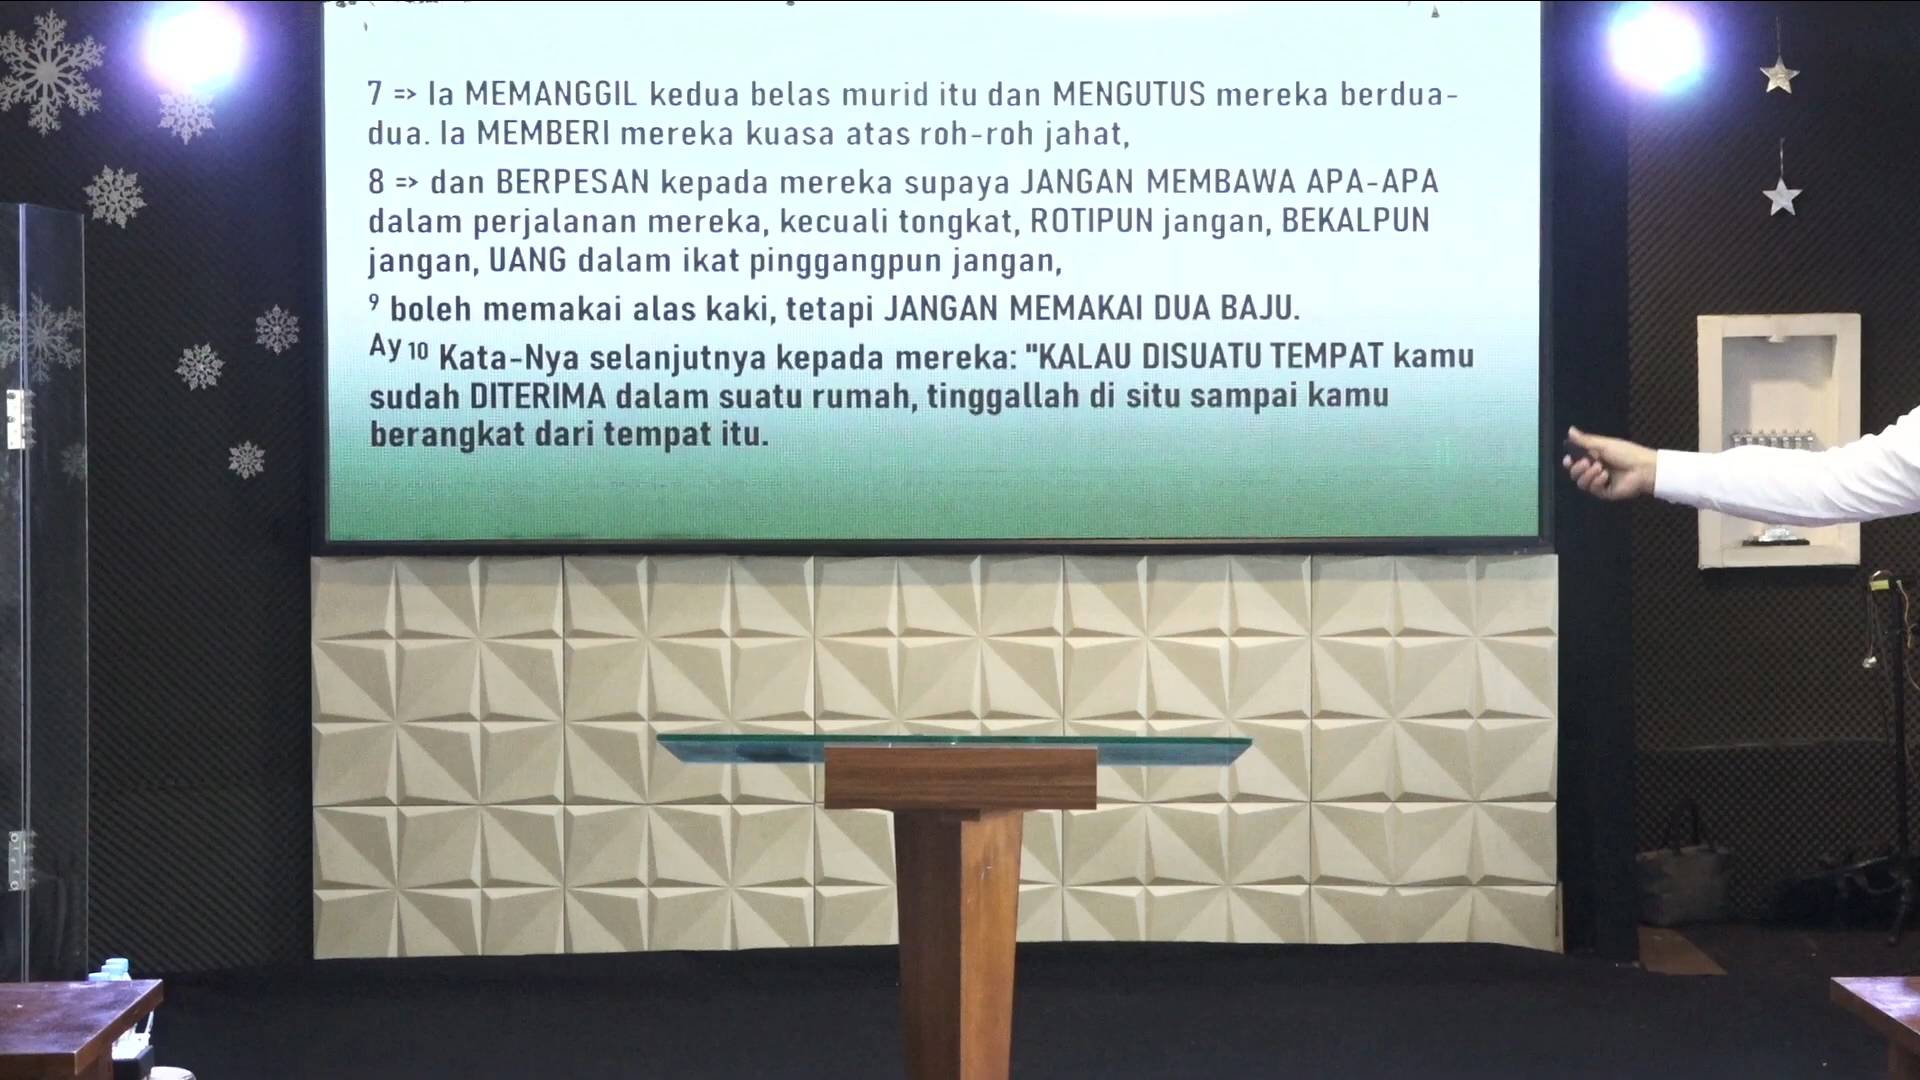 7 => Ia MEMANGGIL kedua belas murid itu dan MENGUTUS mereka berdua-
dua. Ia MEMBERI mereka kuasa atas roh-roh jahat,
8 => dan BERPESAN kepada mereka supaya JANGAN MEMBAWA APA-APA
dalam perjalanan mereka, kecuali tongkat, ROTIPUN jangan, BEKALPUN
jangan, UANG dalam ikat pinggangpun jangan,
9 boleh memakai alas kaki, tetapi JANGAN MEMAKAI DUA BAJU.
Ay 10 Kata-Nya selanjutnya kepada mereka: "KALAU DISUATU TEMPAT kamu
sudah DITERIMA dalam suatu rumah, tinggallah di situ sampai kamu
berangkat dari tempat itu.